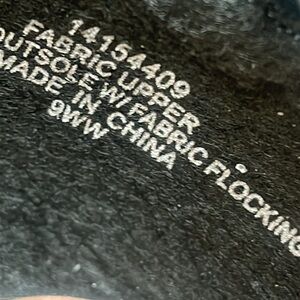 14154409
FABRIC UPPER
OUTSOLE W/ FABRIC FLOCKING
MADE IN CHINA
9WW